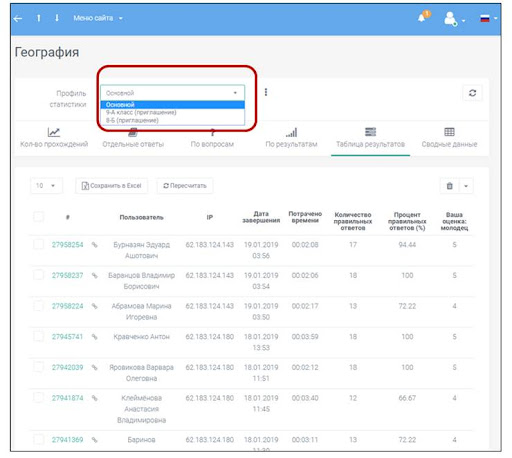 Меню сайта
География
Профиль статистики
Основной
Основной
9-А класс (приглашение)
8-Б (приглашение)
Кол-во прохождений Отдельные ответы По вопросам По результатам Таблица результатов Сводные данные
10 Сохранить в Excel Пересчитать
# Пользователь IP Дата завершения Потрачено времени Количество правильных ответов Процент правильных ответов (%) Ваша оценка: молодец
27958254 Бурназян Эдуард Ашотович 62.183.124.143 19.01.2019 03:56 00:02:08 17 94.44 5
27958237 Баранцов Владимир Борисович 62.183.124.143 19.01.2019 03:54 00:02:06 18 100 5
27958224 Абрамова Марина Игоревна 62.183.124.143 19.01.2019 03:50 00:02:17 13 72.22 4
27945741 Кравченко Антон 62.183.124.180 18.01.2019 13:53 00:03:59 18 100 5
27942039 Яровикова Варвара Олеговна 62.183.124.180 18.01.2019 11:51 00:02:12 18 100 5
27941874 Клейменова Анастасия Владимировна 62.183.124.180 18.01.2019 11:45 00:03:40 12 66.67 4
27941369 Баринов 62.183.124.180 18.01.2019 00:03:11 13 72.22 4